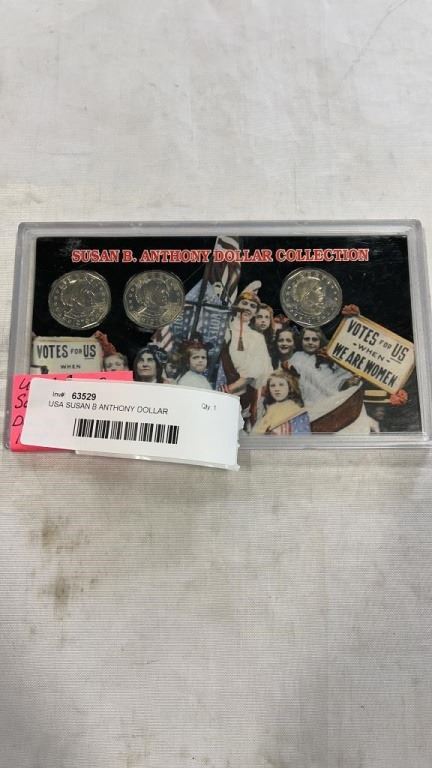 SUSAN B. ANTHONY DOLLAR COLLECTION
VOTES FOR US
WHEN
VOTES FOR US
-WHEN-
WE ARE WOMEN
Inv# 63529
Qty: 1
USA SUSAN B ANTHONY DOLLAR